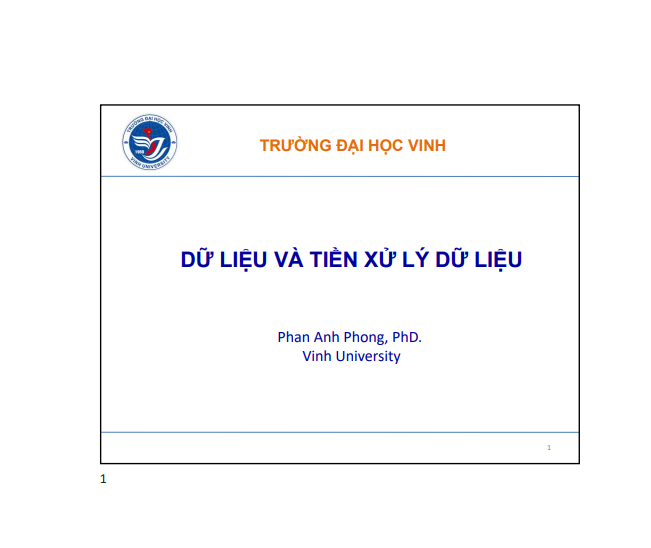 TRƯỜNG ĐẠI HỌC VINH
1959
VINH UNIVERSITY
TRƯỜNG ĐẠI HỌC VINH
DỮ LIỆU VÀ TIỀN XỬ LÝ DỮ LIỆU
Phan Anh Phong, PhD.
Vinh University
1
1